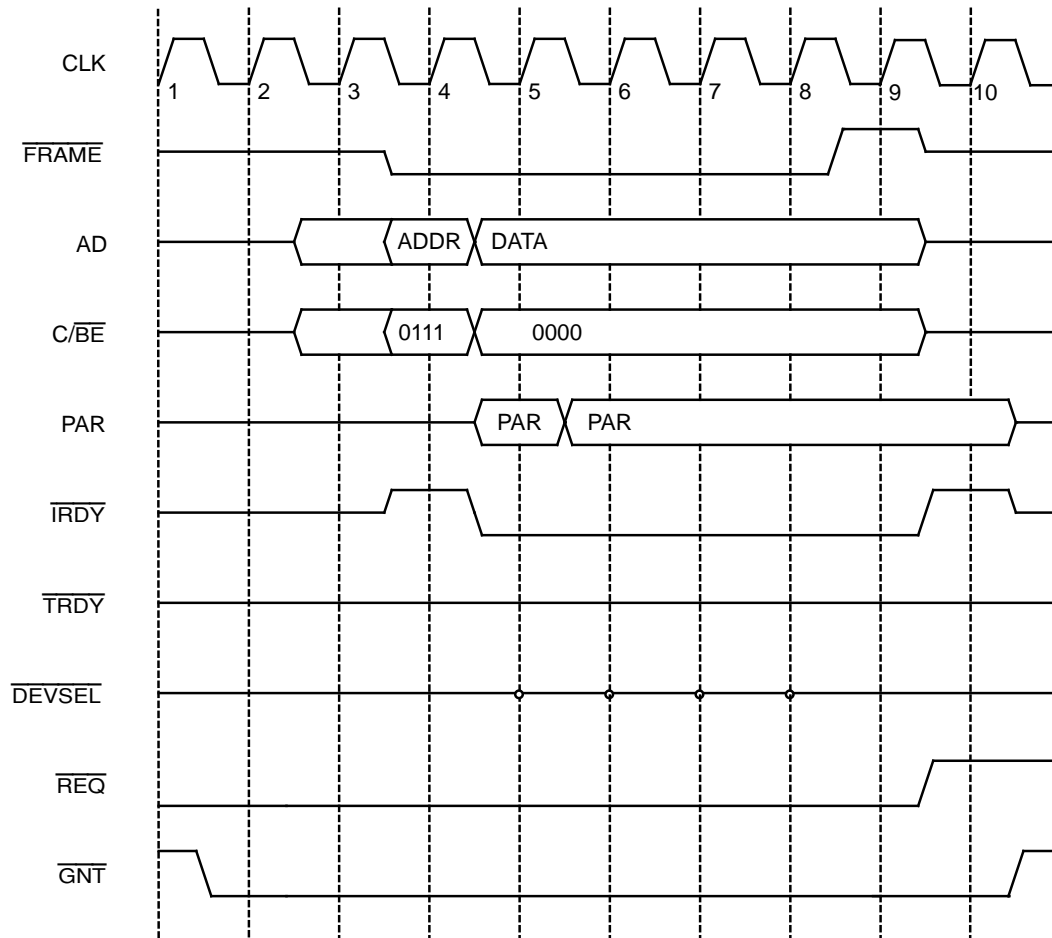 CLK
1 2 3 4 5 6 7 8 9 10
FRAME
AD
ADDR DATA
C/BE
0111 0000
PAR
PAR PAR
IRDY
TRDY
DEVSEL
REQ
GNT